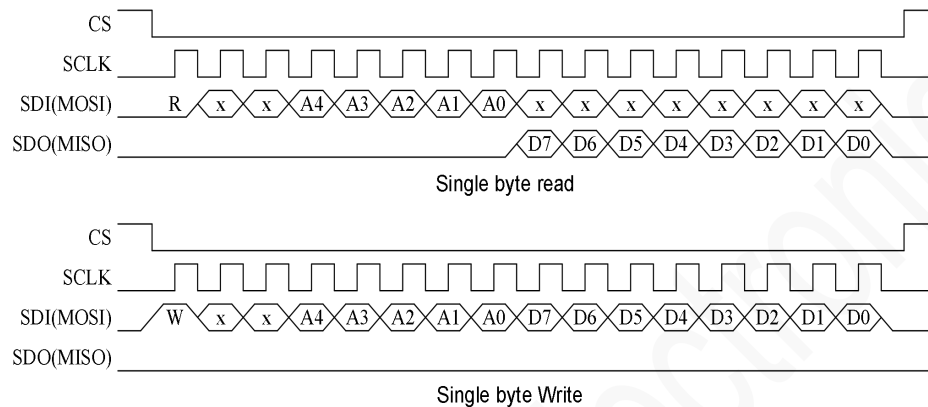 CS
SCLK
SDI(MOSI) R x x A4 A3 A2 A1 A0 x x x x x x x x
SDO(MISO) D7 D6 D5 D4 D3 D2 D1 D0
Single byte read
CS
SCLK
SDI(MOSI) W x x A4 A3 A2 A1 A0 D7 D6 D5 D4 D3 D2 D1 D0
SDO(MISO)
Single byte Write